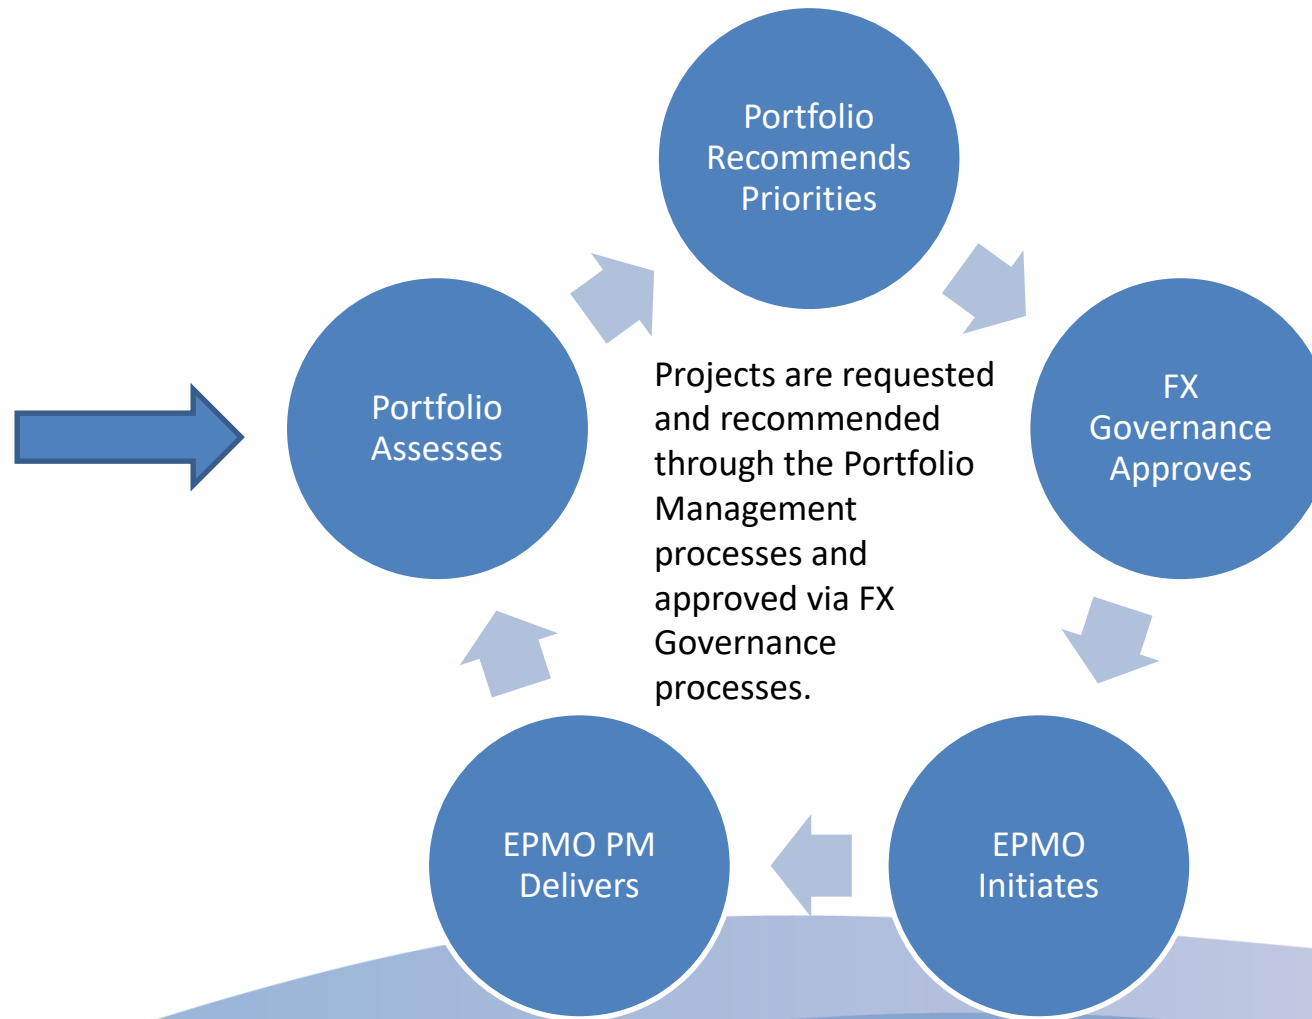 Portfolio
Recommends
Priorities
Portfolio
Assesses
FX
Governance
Approves
Projects are requested
and recommended
through the Portfolio
Management
processes and
approved via FX
Governance
processes.
EPMO PM
Delivers
EPMO
Initiates